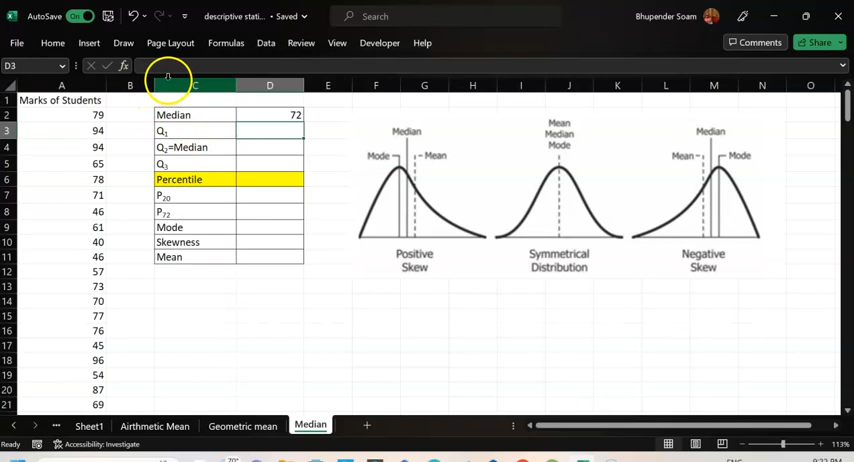 AutoSave On descriptive stati... • Saved Search Bhupender Soam
File Home Insert Draw Page Layout Formulas Data Review View Developer Help Comments Share
D3 fx
A B C D E F G H I J K L M N O
1 Marks of Students
2 79 Median 72
3 94 Q1
4 94 Q2=Median
5 65 Q3
6 78 Percentile
7 71 P20
8 46 P72
9 61 Mode
10 40 Skewness
11 46 Mean
12 57
13 73
14 70
15 77
16 76
17 45
18 96
19 54
20 87
21 69
Median
Mode
Mean
Positive
Skew
Mean
Median
Mode
Symmetrical
Distribution
Median
Mean
Mode
Negative
Skew
Sheet1 Airthmetic Mean Geometric mean Median
Ready Accessibility: Investigate 113%
70° ENG 9:22 PM